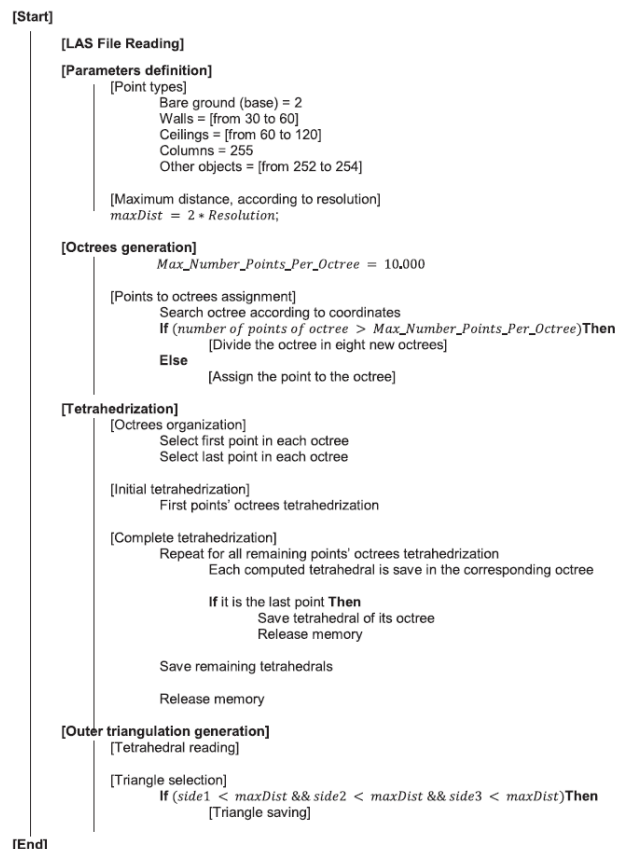 [Start]
[LAS File Reading]
[Parameters definition]
[Point types]
Bare ground (base) = 2
Walls = [from 30 to 60]
Ceilings = [from 60 to 120]
Columns = 255
Other objects = [from 252 to 254]
[Maximum distance, according to resolution]
maxDist = 2 * Resolution;
[Octrees generation]
Max_Number_Points_Per_Octree = 10.000
[Points to octrees assignment]
Search octree according to coordinates
If (number of points of octree > Max_Number_Points_Per_Octree)Then
[Divide the octree in eight new octrees]
Else
[Assign the point to the octree]
[Tetrahedrization]
[Octrees organization]
Select first point in each octree
Select last point in each octree
[Initial tetrahedrization]
First points' octrees tetrahedrization
[Complete tetrahedrization]
Repeat for all remaining points' octrees tetrahedrization
Each computed tetrahedral is save in the corresponding octree
If it is the last point Then
Save tetrahedral of its octree
Release memory
Save remaining tetrahedrals
Release memory
[Outer triangulation generation]
[Tetrahedral reading]
[Triangle selection]
If (side1 < maxDist && side2 < maxDist && side3 < maxDist)Then
[Triangle saving]
[End]